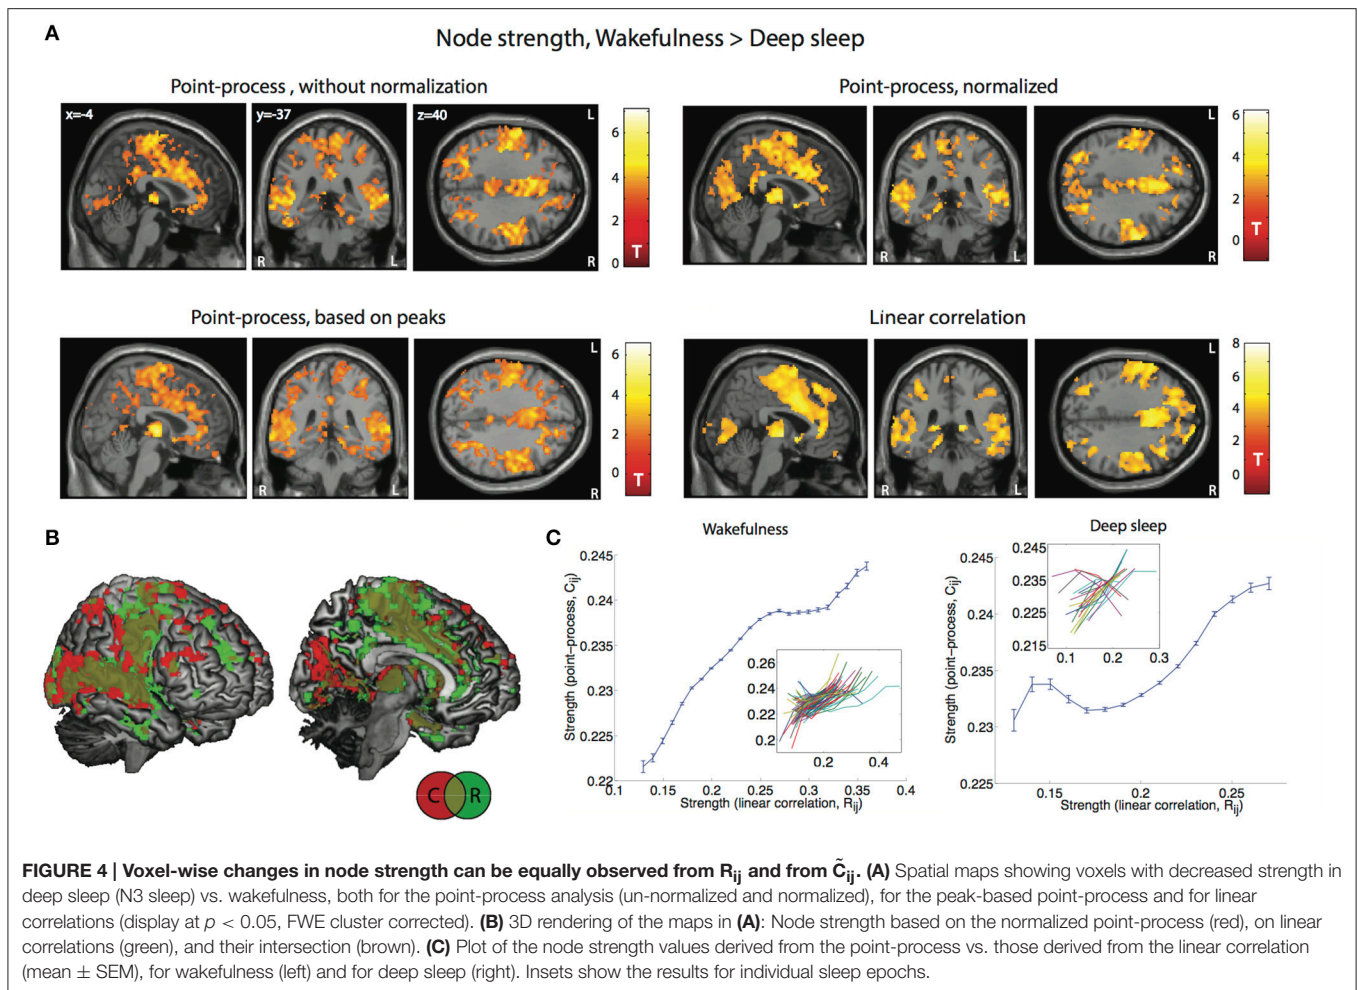 A
Node strength, Wakefulness > Deep sleep
Point-process , without normalization
x=-4
y=-37
z=40
L
R
L
R
6
4
2
0
T
Point-process, normalized
L
R
L
R
6
4
2
0
T
Point-process, based on peaks
L
R
L
R
6
4
2
0
T
Linear correlation
L
R
L
R
8
6
4
2
0
T
B
C R
C
Wakefulness
Strength (point–process, C_ij)
0.245
0.24
0.235
0.23
0.225
0.22
0.1 0.15 0.2 0.25 0.3 0.35 0.4
Strength (linear correlation, R_ij)
0.26
0.24
0.22
0.2
0.2 0.4
Deep sleep
Strength (point–process, C_ij)
0.245
0.24
0.235
0.23
0.225
0.15 0.2 0.25
Strength (linear correlation, R_ij)
0.245
0.235
0.225
0.215
0.1 0.2 0.3
FIGURE 4 | Voxel-wise changes in node strength can be equally observed from R_ij and from C̃_ij. (A) Spatial maps showing voxels with decreased strength in
deep sleep (N3 sleep) vs. wakefulness, both for the point-process analysis (un-normalized and normalized), for the peak-based point-process and for linear
correlations (display at p < 0.05, FWE cluster corrected). (B) 3D rendering of the maps in (A): Node strength based on the normalized point-process (red), on linear
correlations (green), and their intersection (brown). (C) Plot of the node strength values derived from the point-process vs. those derived from the linear correlation
(mean ± SEM), for wakefulness (left) and for deep sleep (right). Insets show the results for individual sleep epochs.